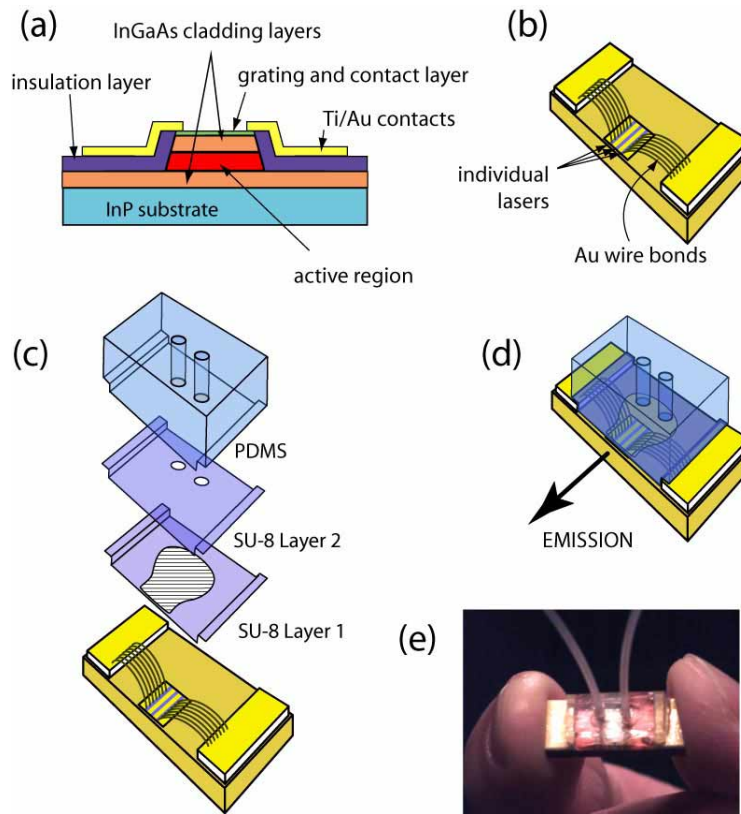 (a)
InGaAs cladding layers
insulation layer
grating and contact layer
Ti/Au contacts
InP substrate
active region
(b)
individual
lasers
Au wire bonds
(c)
PDMS
SU-8 Layer 2
SU-8 Layer 1
(d)
EMISSION
(e)